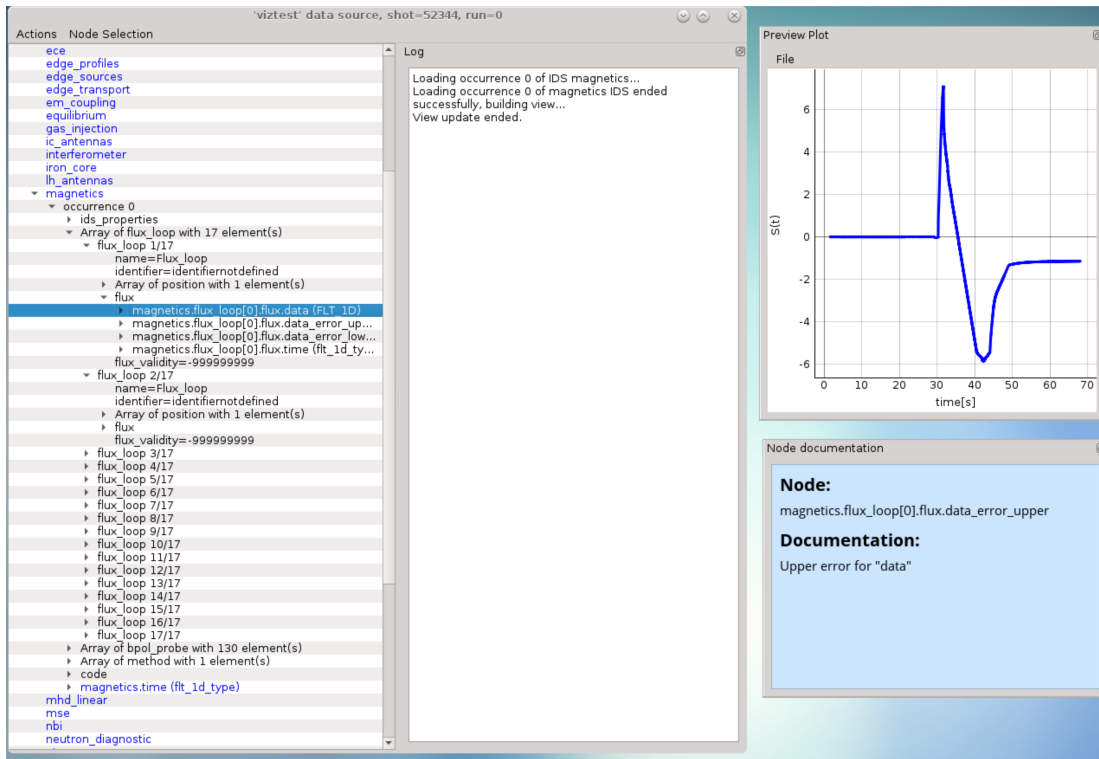 'viztest' data source, shot=52344, run=0
Actions Node Selection
ece
edge_profiles
edge_sources
edge_transport
em_coupling
equilibrium
gas_injection
ic_antennas
interferometer
iron_core
lh_antennas
magnetics
occurrence 0
ids_properties
Array of flux_loop with 17 element(s)
flux_loop 1/17
name=Flux_loop
identifier=identifiernotdefined
Array of position with 1 element(s)
flux
magnetics.flux_loop[0].flux.data (FLT_1D)
magnetics.flux_loop[0].flux.data_error_up...
magnetics.flux_loop[0].flux.data_error_low...
magnetics.flux_loop[0].flux.time (flt_1d_ty...
flux_validity=-999999999
flux_loop 2/17
name=Flux_loop
identifier=identifiernotdefined
Array of position with 1 element(s)
flux
flux_validity=-999999999
flux_loop 3/17
flux_loop 4/17
flux_loop 5/17
flux_loop 6/17
flux_loop 7/17
flux_loop 8/17
flux_loop 9/17
flux_loop 10/17
flux_loop 11/17
flux_loop 12/17
flux_loop 13/17
flux_loop 14/17
flux_loop 15/17
flux_loop 16/17
flux_loop 17/17
Array of bpol_probe with 130 element(s)
Array of method with 1 element(s)
code
magnetics.time (flt_1d_type)
mhd_linear
mse
nbi
neutron_diagnostic
Log
Loading occurrence 0 of IDS magnetics...
Loading occurrence 0 of magnetics IDS ended
successfully, building view...
View update ended.
Preview Plot
File
6
4
2
0
-2
-4
-6
S(t)
0 10 20 30 40 50 60 70
time[s]
Node documentation
Node:
magnetics.flux_loop[0].flux.data_error_upper
Documentation:
Upper error for "data"